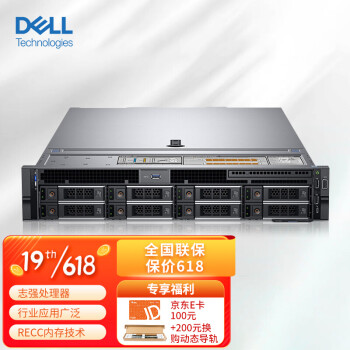 DELL
Technologies
19th/618
全国联保
保价618
志强处理器
行业应用广泛
RECC内存技术
专享福利
京东E卡
100元
+200元换
购动态导轨